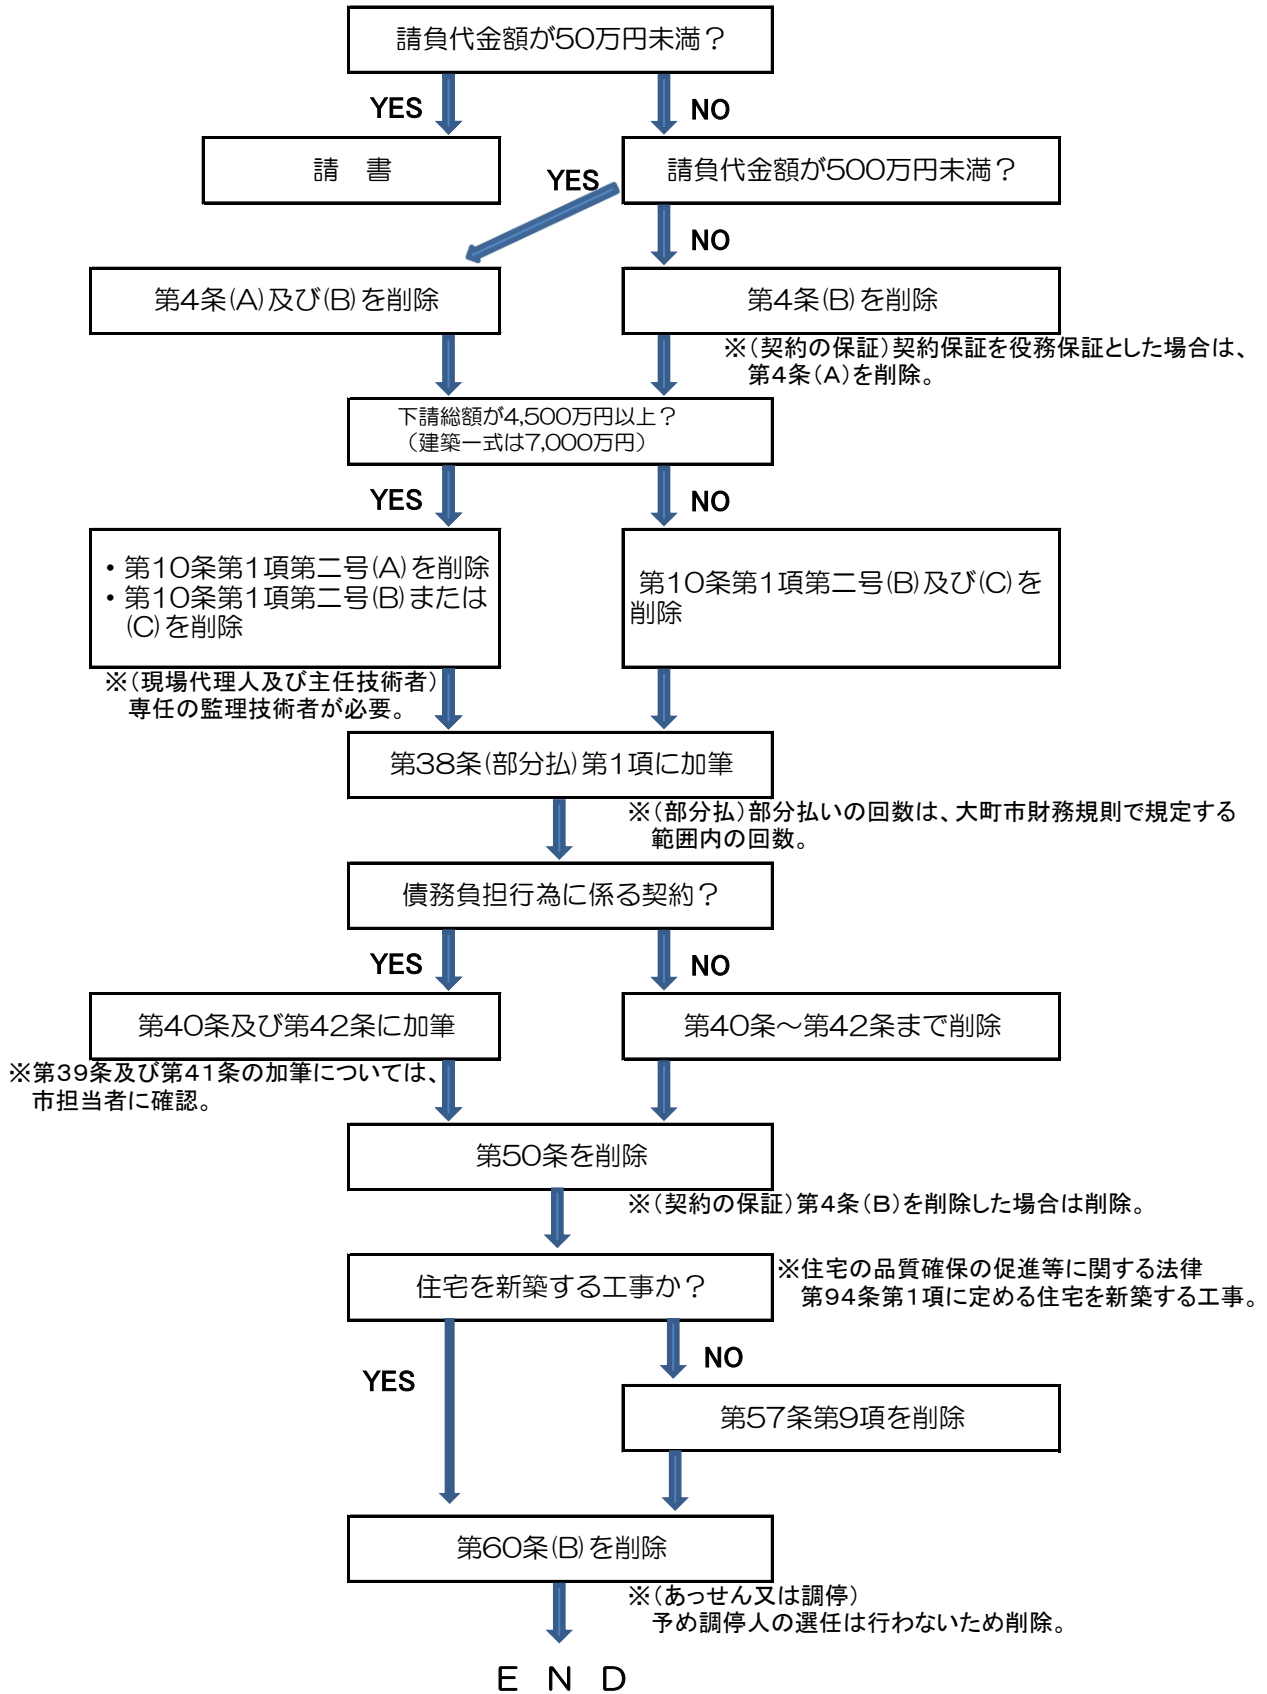 請負代金額が50万円未満？
YES
NO
請　書
請負代金額が500万円未満？
YES
NO
第4条(A)及び(B)を削除
第4条(B)を削除
※(契約の保証)契約保証を役務保証とした場合は、
第4条(A)を削除。
下請総額が4,500万円以上？
（建築一式は7,000万円）
YES
NO
・第10条第1項第二号(A)を削除
・第10条第1項第二号(B)または
(C)を削除
第10条第1項第二号(B)及び(C)を
削除
※(現場代理人及び主任技術者)
専任の監理技術者が必要。
第38条(部分払)第1項に加筆
※(部分払)部分払いの回数は、大町市財務規則で規定する
範囲内の回数。
債務負担行為に係る契約？
YES
NO
第40条及び第42条に加筆
第40条～第42条まで削除
※第39条及び第41条の加筆については、
市担当者に確認。
第50条を削除
※(契約の保証)第4条(B)を削除した場合は削除。
住宅を新築する工事か？
※住宅の品質確保の促進等に関する法律
第94条第1項に定める住宅を新築する工事。
YES
NO
第57条第9項を削除
第60条(B)を削除
※(あっせん又は調停)
予め調停人の選任は行わないため削除。
ＥＮＤ